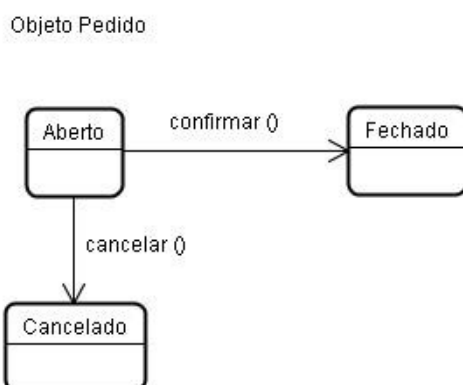 Objeto Pedido
Aberto
confirmar ()
Fechado
cancelar ()
Cancelado